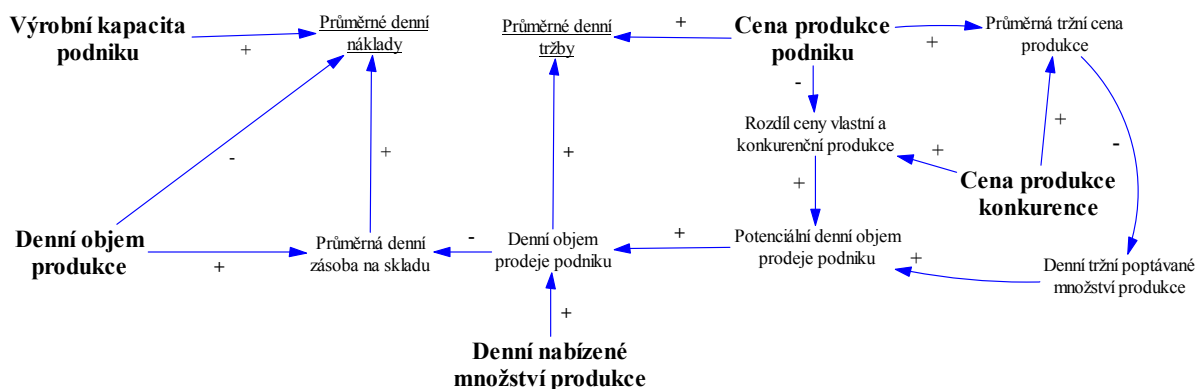 Výrobní kapacita
podniku
+
Průměrné denní
náklady
Průměrné denní
tržby
+
Cena produkce
podniku
+
Průměrná tržní cena
produkce
-
Rozdíl ceny vlastní a
konkurenční produkce
+
+
-
-
+
+
+
Cena produkce
konkurence
Denní objem
produkce
+
Průměrná denní
zásoba na skladu
-
Denní objem
prodeje podniku
+
Potenciální denní objem
prodeje podniku
+
Denní tržní poptávané
množství produkce
+
Denní nabízené
množství produkce